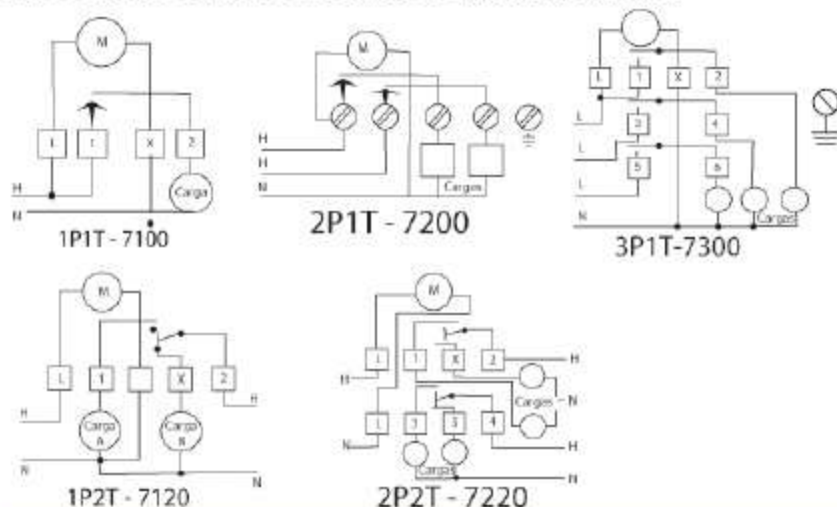 M
L 1 X 2
H
Carga
N
1P1T - 7100
M
H
H
N
Cargas
2P1T - 7200
L 1 X 2
L
3 4
L
5 6
L
N
Cargas
3P1T-7300
M
L 1 X 2
H H
Carga A
Carga
N
N
1P2T - 7120
M
L 1 X 2
H H
Cargas N
L 3 4
N H
Cargas
N
2P2T - 7220